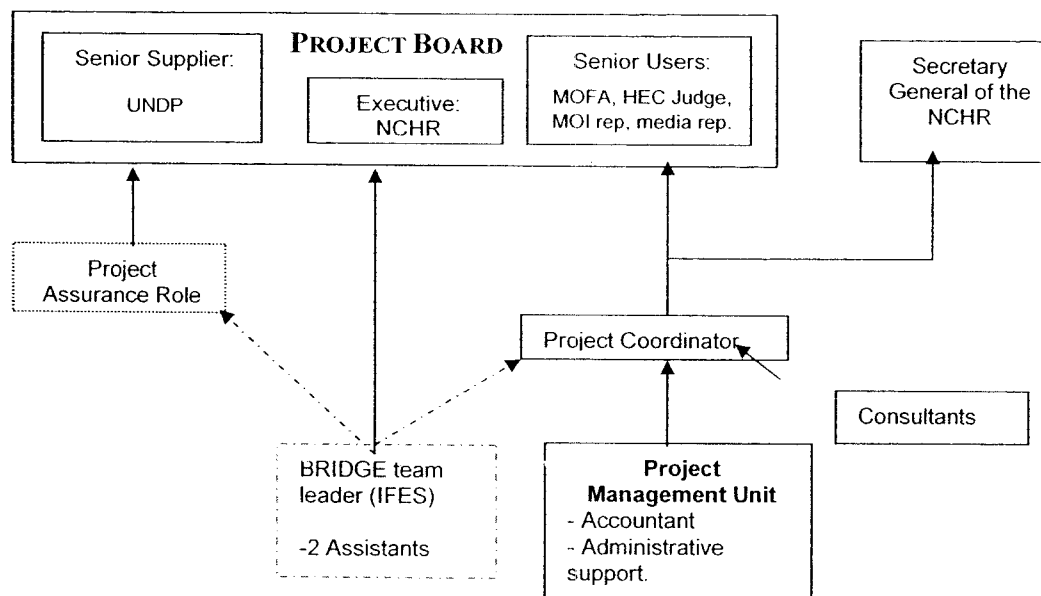 PROJECT BOARD
Senior Supplier:
UNDP
Executive:
NCHR
Senior Users:
MOFA, HEC Judge,
MOI rep, media rep.
Secretary
General of the
NCHR
Project
Assurance Role
Project Coordinator
Consultants
BRIDGE team
leader (IFES)
-2 Assistants
Project
Management Unit
- Accountant
- Administrative
support.